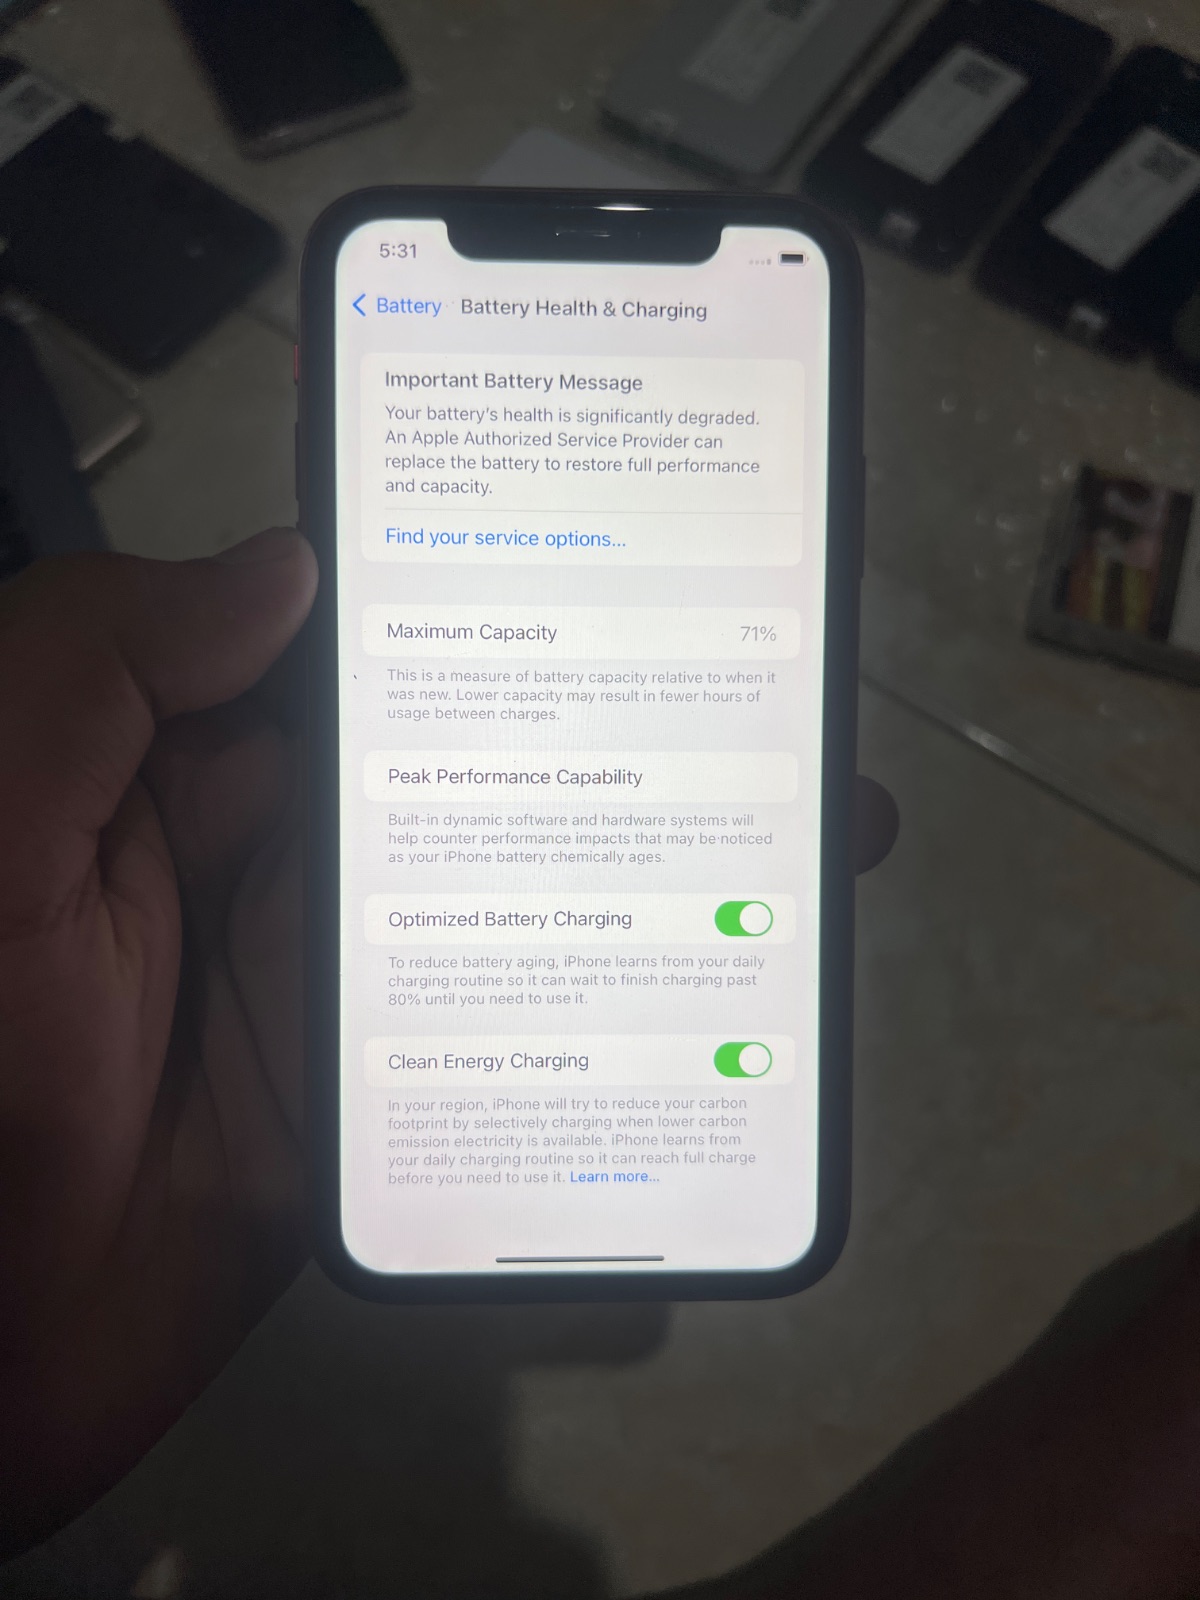 5:31
Battery
Battery Health & Charging
Important Battery Message
Your battery's health is significantly degraded.
An Apple Authorized Service Provider can
replace the battery to restore full performance
and capacity.
Find your service options...
Maximum Capacity 71%
This is a measure of battery capacity relative to when it
was new. Lower capacity may result in fewer hours of
usage between charges.
Peak Performance Capability
Built-in dynamic software and hardware systems will
help counter performance impacts that may be noticed
as your iPhone battery chemically ages.
Optimized Battery Charging
To reduce battery aging, iPhone learns from your daily
charging routine so it can wait to finish charging past
80% until you need to use it.
Clean Energy Charging
In your region, iPhone will try to reduce your carbon
footprint by selectively charging when lower carbon
emission electricity is available. iPhone learns from
your daily charging routine so it can reach full charge
before you need to use it. Learn more...